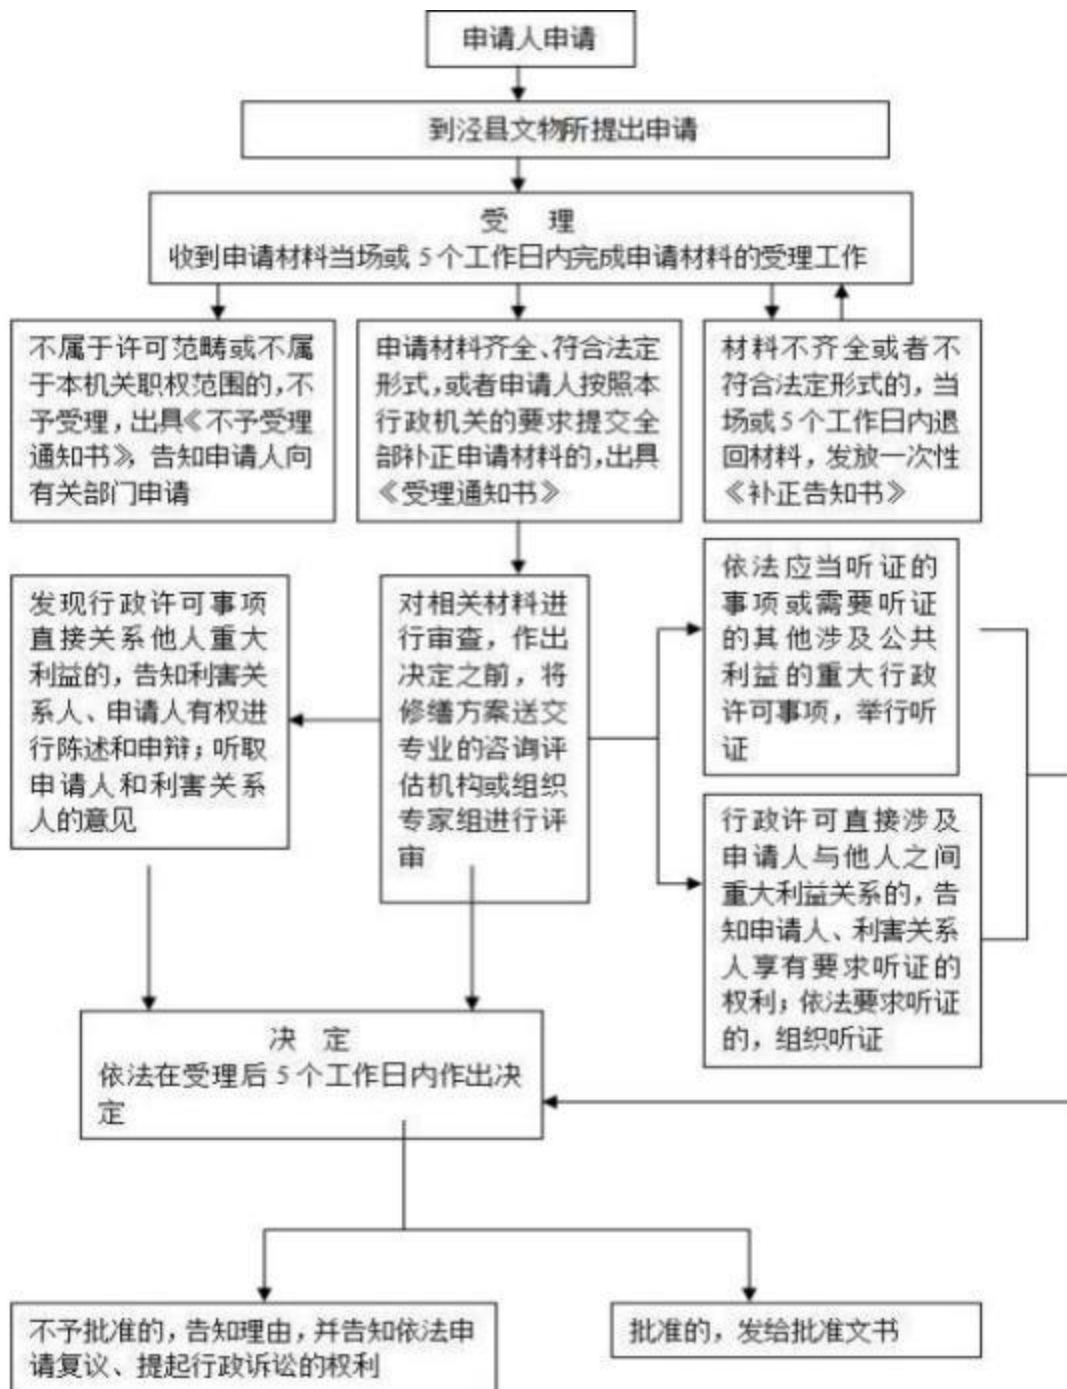 申请人申请
到泾县文物所提出申请
受 理
收到申请材料当场或 5 个工作日内完成申请材料的受理工作
不属于许可范畴或不属
于本机关职权范围的,不
予受理,出具《不予受理
通知书》,告知申请人向
有关部门申请
申请材料齐全、符合法定
形式,或者申请人按照本
行政机关的要求提交全
部补正申请材料的,出具
《受理通知书》
材料不齐全或者不
符合法定形式的,当
场或5个工作日内退
回材料,发放一次性
《补正告知书》
发现行政许可事项
直接关系他人重大
利益的,告知利害关
系人、申请人有权进
行陈述和申辩;听取
申请人和利害关系
人的意见
对相关材料进
行审查,作出
决定之前,将
修缮方案送交
专业的咨询评
估机构或组织
专家组进行评
审
依法应当听证的
事项或需要听证
的其他涉及公共
利益的重大行政
许可事项,举行听
证
行政许可直接涉及
申请人与他人之间
重大利益关系的,告
知申请人、利害关系
人享有要求听证的
权利;依法要求听证
的,组织听证
决 定
依法在受理后 5 个工作日内作出决
定
不予批准的,告知理由,并告知依法申
请复议、提起行政诉讼的权利
批准的,发给批准文书